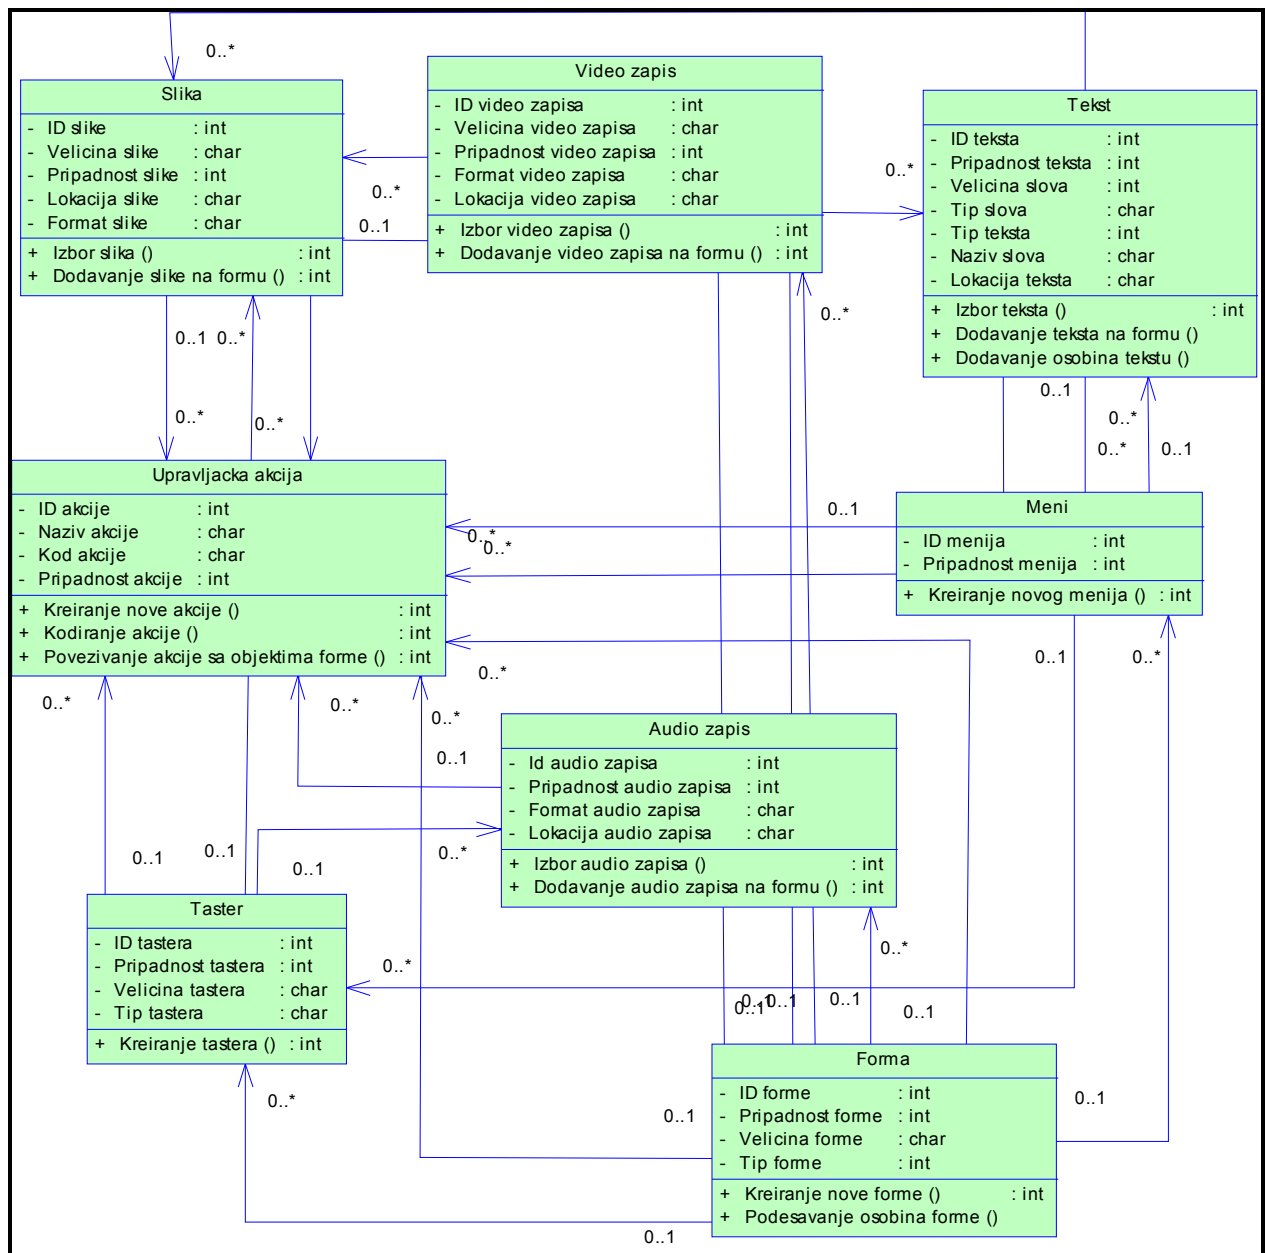 0..*
Slika
- ID slike : int
- Velicina slike : char
- Pripadnost slike : int
- Lokacija slike : char
- Format slike : char
+ Izbor slika () : int
+ Dodavanje slike na formu () : int
Video zapis
- ID video zapisa : int
- Velicina video zapisa : char
- Pripadnost video zapisa : int
- Format video zapisa : char
- Lokacija video zapisa : char
+ Izbor video zapisa () : int
+ Dodavanje video zapisa na formu () : int
Tekst
- ID teksta : int
- Pripadnost teksta : int
- Velicina slova : int
- Tip slova : char
- Tip teksta : int
- Naziv slova : char
- Lokacija teksta : char
+ Izbor teksta () : int
+ Dodavanje teksta na formu ()
+ Dodavanje osobina tekstu ()
0..*
0..*
0..1
0..*
0..1 0..*
0..1
0..* 0..*
0..*
0..* 0..1
Upravljacka akcija
- ID akcije : int
- Naziv akcije : char
- Kod akcije : char
- Pripadnost akcije : int
+ Kreiranje nove akcije () : int
+ Kodiranje akcije () : int
+ Povezivanje akcije sa objektima forme () : int
0..1
0..*
0..*
Meni
- ID menija : int
- Pripadnost menija : int
+ Kreiranje novog menija () : int
0..1 0..*
0..*
0..* 0..* 0..*
0..1
Audio zapis
- Id audio zapisa : int
- Pripadnost audio zapisa : int
- Format audio zapisa : char
- Lokacija audio zapisa : char
+ Izbor audio zapisa () : int
+ Dodavanje audio zapisa na formu () : int
0..1 0..1 0..1 0..*
Taster
- ID tastera : int
- Pripadnost tastera : int
- Velicina tastera : char
- Tip tastera : char
+ Kreiranje tastera () : int
0..*
0..*
0..1 0..1 0..1 0..1 0..1
0..*
0..1 0..1
Forma
- ID forme : int
- Pripadnost forme : int
- Velicina forme : char
- Tip forme : int
+ Kreiranje nove forme () : int
+ Podesavanje osobina forme ()
0..1